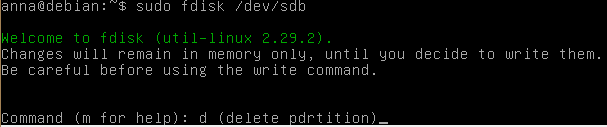 anna@debian:~$ sudo fdisk /dev/sdb
Welcome to fdisk (util-linux 2.29.2).
Changes will remain in memory only, until you decide to write them.
Be careful before using the write command.
Command (m for help): d (delete pdrtition)_